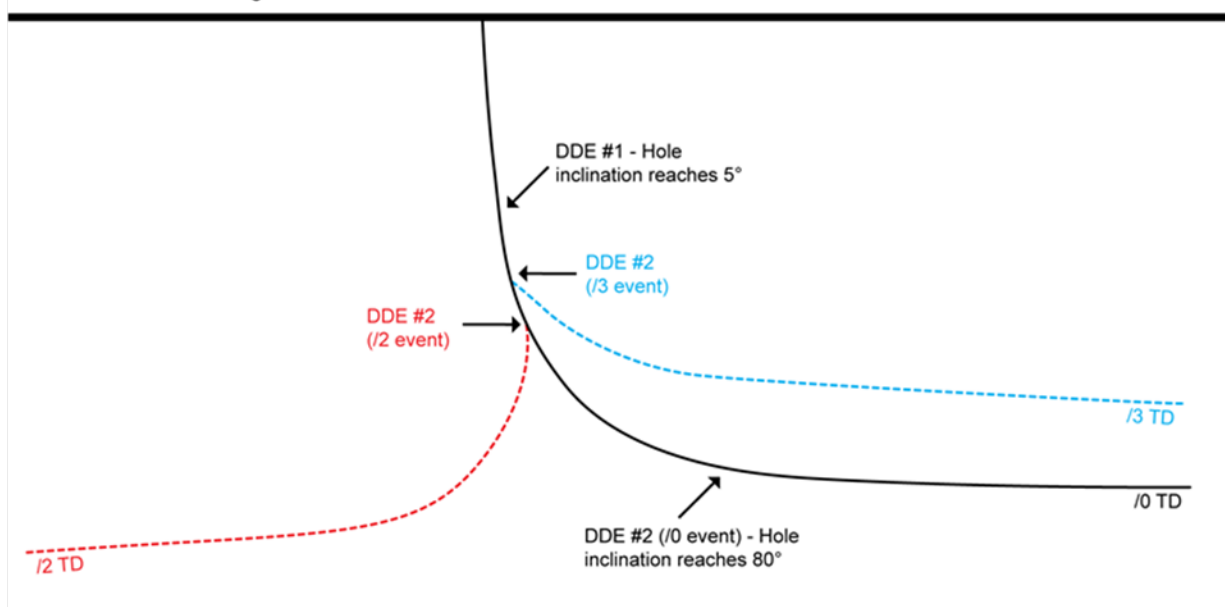 DDE #1 - Hole
inclination reaches 5°
DDE #2
(/3 event)
DDE #2
(/2 event)
/3 TD
/0 TD
DDE #2 (/0 event) - Hole
inclination reaches 80°
/2 TD